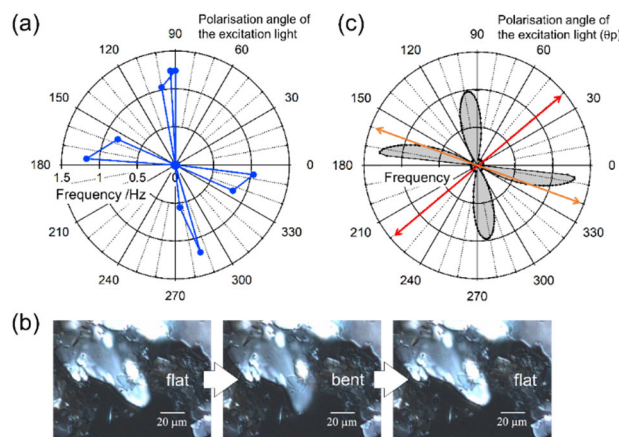 (a)
Polarisation angle of
the excitation light
90
120
60
150
30
180
1.5
1
0.5
0
0
Frequency /Hz
210
330
240
300
270
(c)
Polarisation angle of
the excitation light (θp)
90
120
60
150
30
180
0
Frequency
210
330
240
300
270
(b)
flat
20 µm
bent
20 µm
flat
20 µm